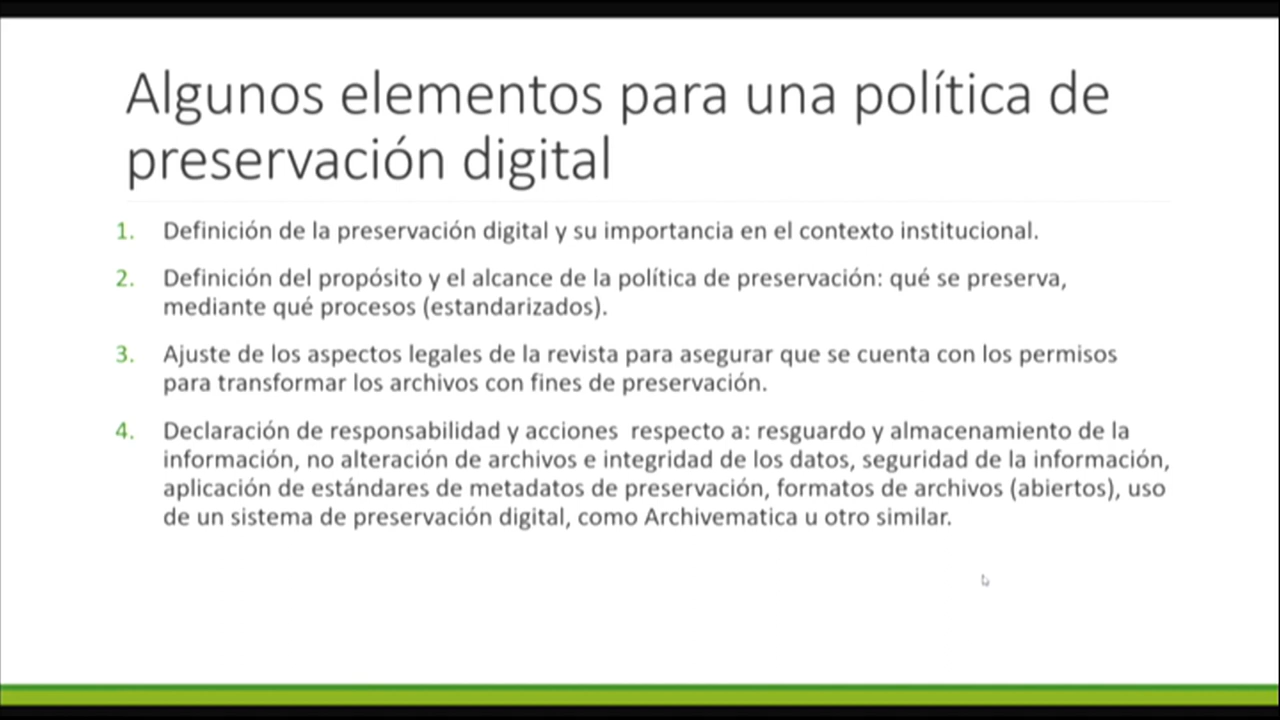 Algunos elementos para una política de
preservación digital
1. Definición de la preservación digital y su importancia en el contexto institucional.
2. Definición del propósito y el alcance de la política de preservación: qué se preserva,
mediante qué procesos (estandarizados).
3. Ajuste de los aspectos legales de la revista para asegurar que se cuenta con los permisos
para transformar los archivos con fines de preservación.
4. Declaración de responsabilidad y acciones  respecto a: resguardo y almacenamiento de la
información, no alteración de archivos e integridad de los datos, seguridad de la información,
aplicación de estándares de metadatos de preservación, formatos de archivos (abiertos), uso
de un sistema de preservación digital, como Archivematica u otro similar.